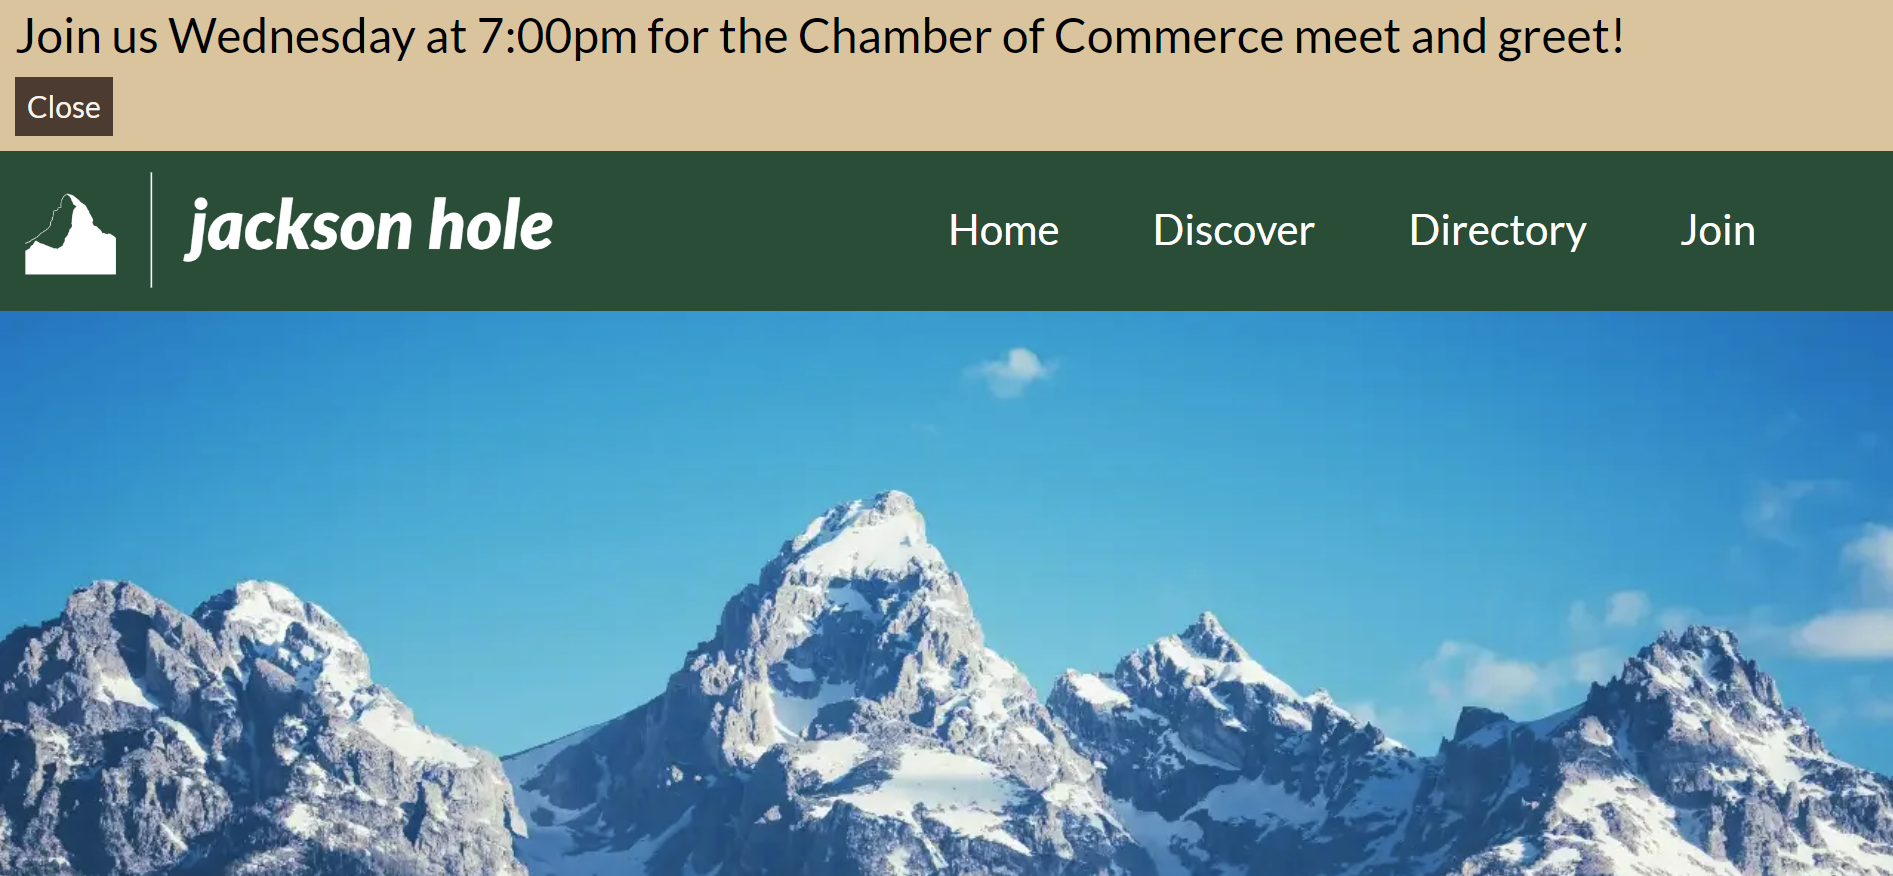 Join us Wednesday at 7:00pm for the Chamber of Commerce meet and greet!
Close
jackson hole
Home Discover Directory Join